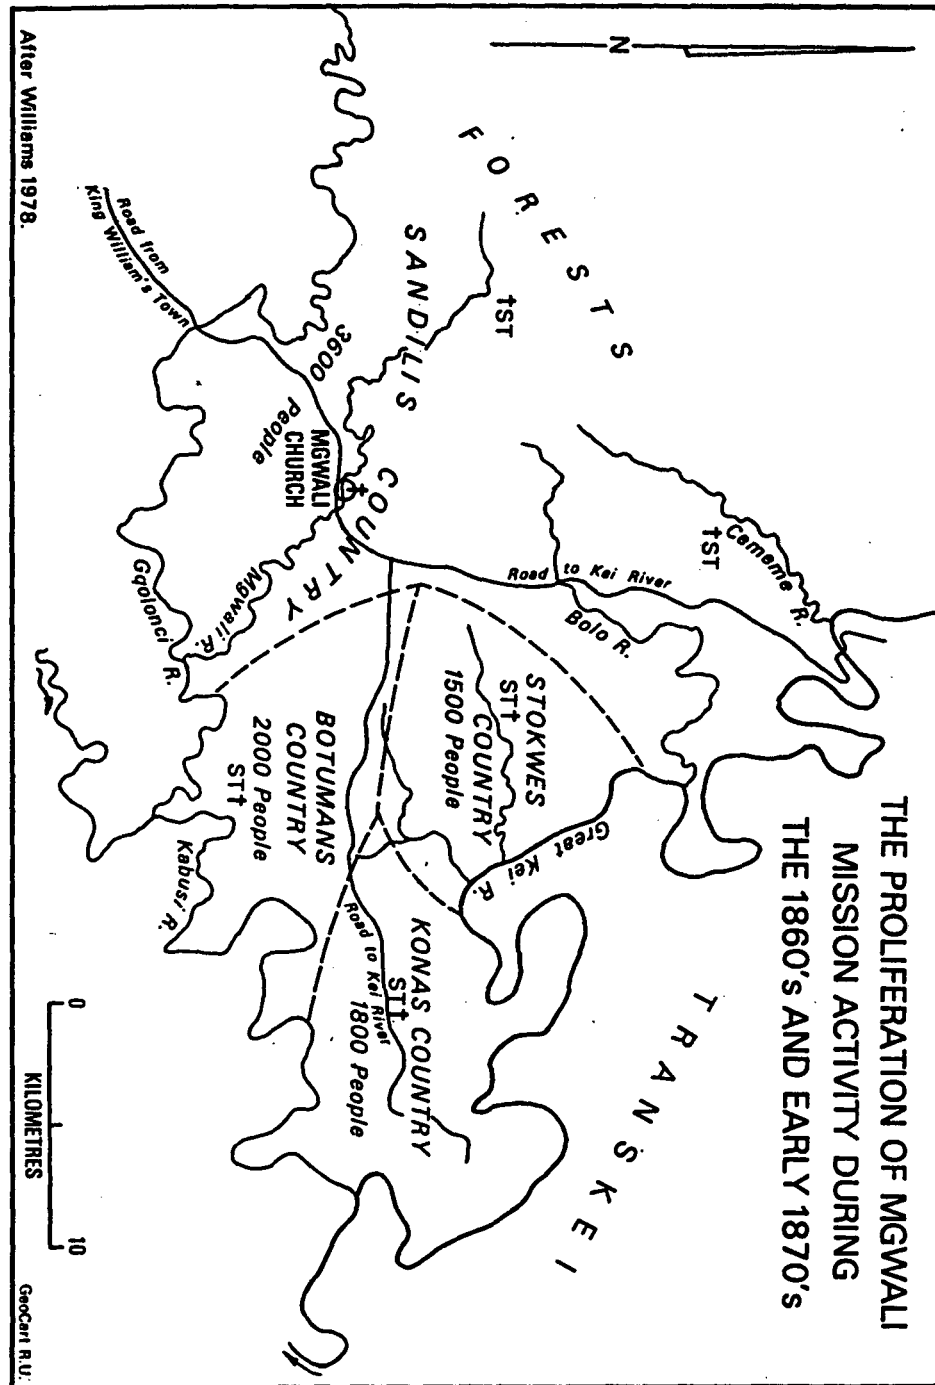 THE PROLIFERATION OF MGWALI
MISSION ACTIVITY DURING
THE 1860's AND EARLY 1870's
N
FORESTS
SANDILIS
COUNTRY
3600
People
†ST
†ST
Cememe R.
Road to Kei River
Bolo R.
MGWALI
CHURCH
Road from
King William's Town
Mgwali R.
Gqolonci R.
STOKWES
ST†
COUNTRY
1500 People
Great Kei R.
BOTUMANS
COUNTRY
2000 People
ST†
Kabusi R.
KONAS COUNTRY
ST†
Road to Kei River
1800 People
TRANSKEI
0
10
KILOMETRES
After Williams 1978.
GeoCart R.U.